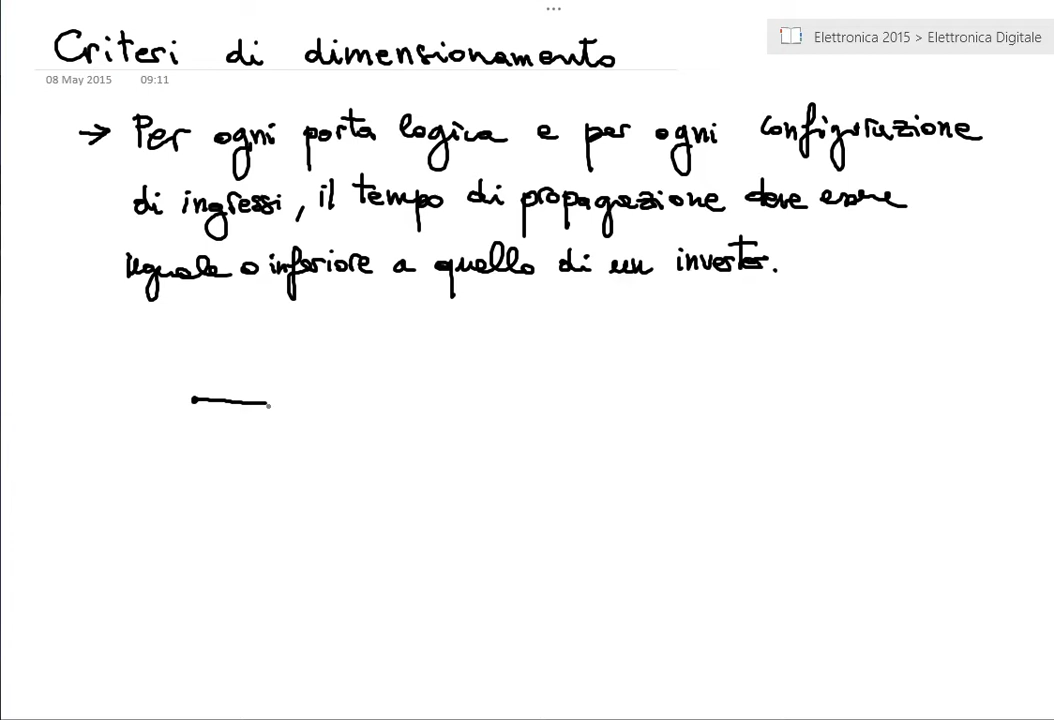 Elettronica 2015 > Elettronica Digitale
Criteri di dimensionamento
08 May 2015 09:11
→ Per ogni porta logica e per ogni configurazione
di ingressi, il tempo di propagazione deve essere
uguale o inferiore a quello di un inverter.